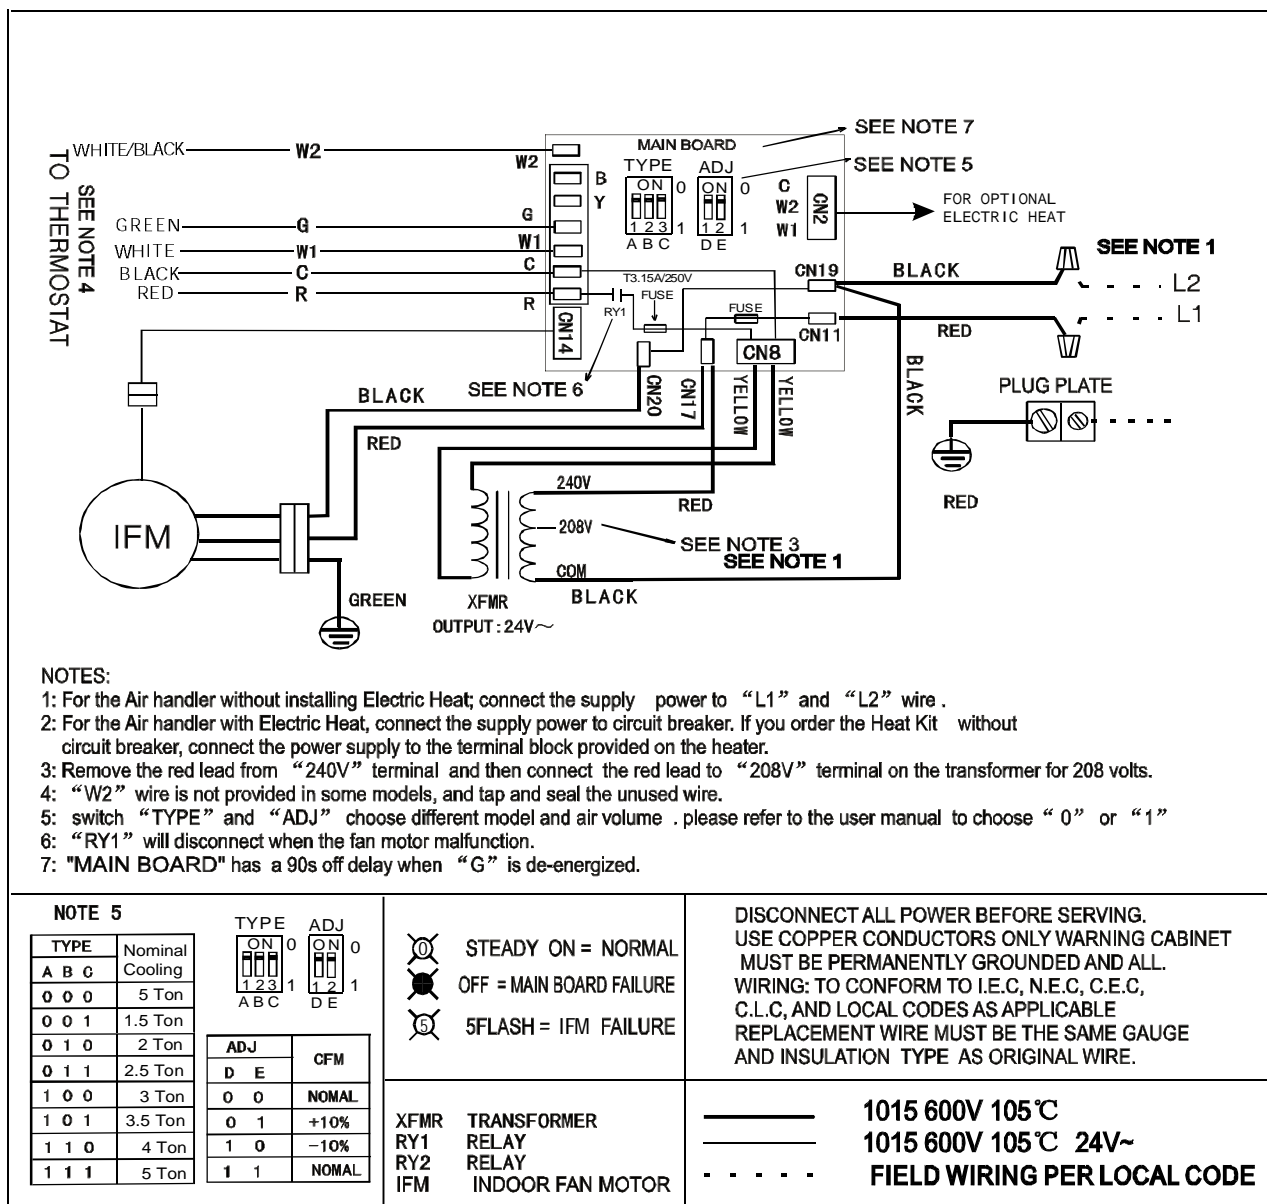 MAIN BOARD
SEE NOTE 7
TYPE ADJ
SEE NOTE 5
ON 0 ON 0
1 2 3 1 1 2 1
A B C D E
WHITE/BLACK W2 W2
B
Y
GREEN G G
WHITE W1 W1
BLACK C C
RED R R
TO THERMOSTAT
SEE NOTE 4
C
W2
W1
CN2
FOR OPTIONAL
ELECTRIC HEAT
SEE NOTE 1
CN19
BLACK
L2
L1
T3.15A/250V
FUSE
FUSE
RY1
CN14
CN11
RED
CN8
CN20
CN17
YELLOW
YELLOW
BLACK
SEE NOTE 6
BLACK
RED
PLUG PLATE
RED
IFM
240V
RED
208V
SEE NOTE 3
SEE NOTE 1
COM
BLACK
GREEN
XFMR
OUTPUT:24V～
NOTES:
1: For the Air handler without installing Electric Heat; connect the supply power to “L1” and “L2” wire .
2: For the Air handler with Electric Heat, connect the supply power to circuit breaker. If you order the Heat Kit without
circuit breaker, connect the power supply to the terminal block provided on the heater.
3: Remove the red lead from “240V” terminal and then connect the red lead to “208V” terminal on the transformer for 208 volts.
4: “W2” wire is not provided in some models, and tap and seal the unused wire.
5: switch “TYPE” and “ADJ” choose different model and air volume . please refer to the user manual to choose “ 0” or “1”
6: “RY1” will disconnect when the fan motor malfunction.
7: "MAIN BOARD" has a 90s off delay when “G” is de-energized.
NOTE 5
TYPE Nominal Cooling
A B C
0 0 0 5 Ton
0 0 1 1.5 Ton
0 1 0 2 Ton
0 1 1 2.5 Ton
1 0 0 3 Ton
1 0 1 3.5 Ton
1 1 0 4 Ton
1 1 1 5 Ton
TYPE ADJ
ON 0 ON 0
1 2 3 1 1 2 1
A B C D E
ADJ CFM
D E
0 0 NOMAL
0 1 +10%
1 0 −10%
1 1 NOMAL
0 STEADY ON = NORMAL
OFF = MAIN BOARD FAILURE
5 5FLASH = IFM FAILURE
XFMR TRANSFORMER
RY1 RELAY
RY2 RELAY
IFM INDOOR FAN MOTOR
DISCONNECT ALL POWER BEFORE SERVING.
USE COPPER CONDUCTORS ONLY WARNING CABINET
MUST BE PERMANENTLY GROUNDED AND ALL.
WIRING: TO CONFORM TO I.E.C, N.E.C, C.E.C,
C.L.C, AND LOCAL CODES AS APPLICABLE
REPLACEMENT WIRE MUST BE THE SAME GAUGE
AND INSULATION TYPE AS ORIGINAL WIRE.
1015 600V 105℃
1015 600V 105℃ 24V~
FIELD WIRING PER LOCAL CODE